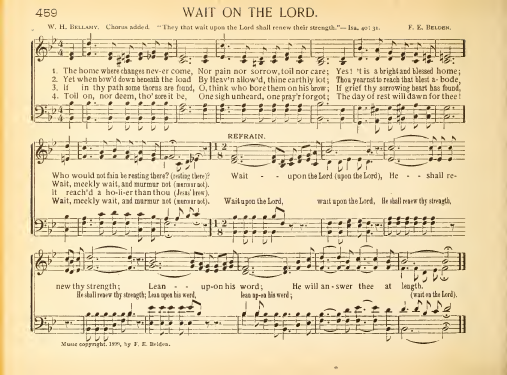 459 WAIT ON THE LORD.
W. H. BELLAMY. Chorus added. "They that wait upon the Lord shall renew their strength."—Isa. 40: 31. F. E. BELDEN.
1. The home where changes nev-er come, Nor pain nor sorrow, toil nor care; Yes! 't is a bright and blessed home;
2. Yet when bow'd down beneath the load By Heav'n allow'd, thine earthly lot; Thou yearnst to reach that blest a-bode,
3. If in thy path some thorns are found, O, think who bore them on his brow; If grief thy sorrowing heart has found,
4. Toil on, nor deem, tho' sore it be, One sigh unheard, one pray'r forgot; The day of rest will dawn for thee!
REFRAIN.
Who would not fain be resting there? (resting there)? Wait - - upon the Lord (upon the Lord), He - - shall re-
Wait, meekly wait, and murmur not (murmur not).
It reach'd a ho-li-er than thou (than thou).
Wait, meekly wait, and murmur not (murmur not). Wait upon the Lord, wait upon the Lord, He shall renew thy strength,
new thy strength; Lean - - up-on his word; He will an-swer thee at length.
He shall renew thy strength; Lean upon his word, lean up-on his word; (wait on the Lord).
Music copyright, 1899, by F. E. Belden.